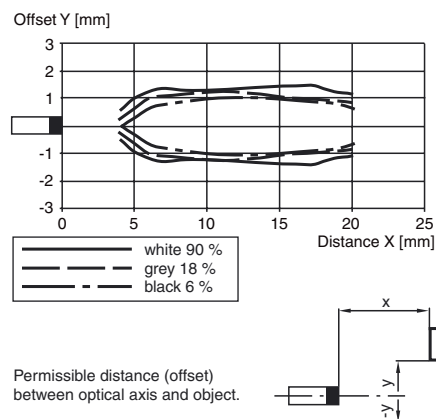 Offset Y [mm]
3
2
1
0
-1
-2
-3
0 5 10 15 20 25
Distance X [mm]
white 90 %
grey 18 %
black 6 %
x
y
-y
Permissible distance (offset)
between optical axis and object.